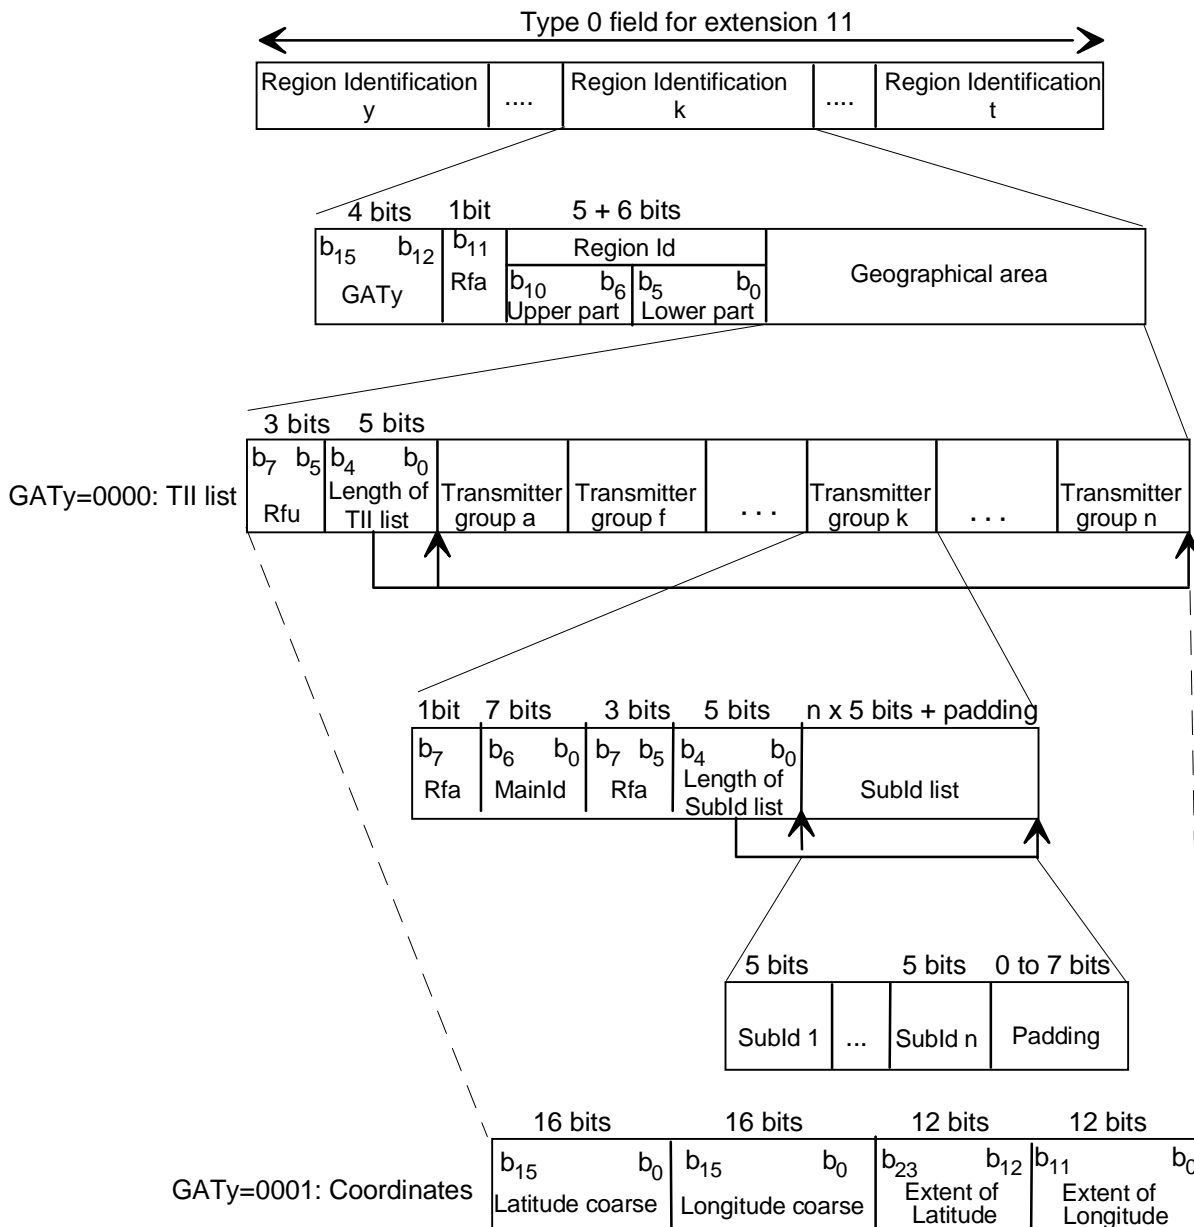 Type 0 field for extension 11
Region Identification y .... Region Identification k .... Region Identification t
4 bits 1bit 5 + 6 bits
b15 b12 b11 Region Id
GATy Rfa b10 b6 b5 b0 Geographical area
Upper part Lower part
3 bits 5 bits
b7 b5 b4 b0
GATy=0000: TII list Rfu Length of TII list Transmitter group a Transmitter group f . . . Transmitter group k . . . Transmitter group n
1bit 7 bits 3 bits 5 bits n x 5 bits + padding
b7 b6 b0 b7 b5 b4 b0
Rfa MainId Rfa Length of SubId list SubId list
5 bits 5 bits 0 to 7 bits
SubId 1 ... SubId n Padding
16 bits 16 bits 12 bits 12 bits
b15 b0 b15 b0 b23 b12 b11 b0
GATy=0001: Coordinates Latitude coarse Longitude coarse Extent of Latitude Extent of Longitude